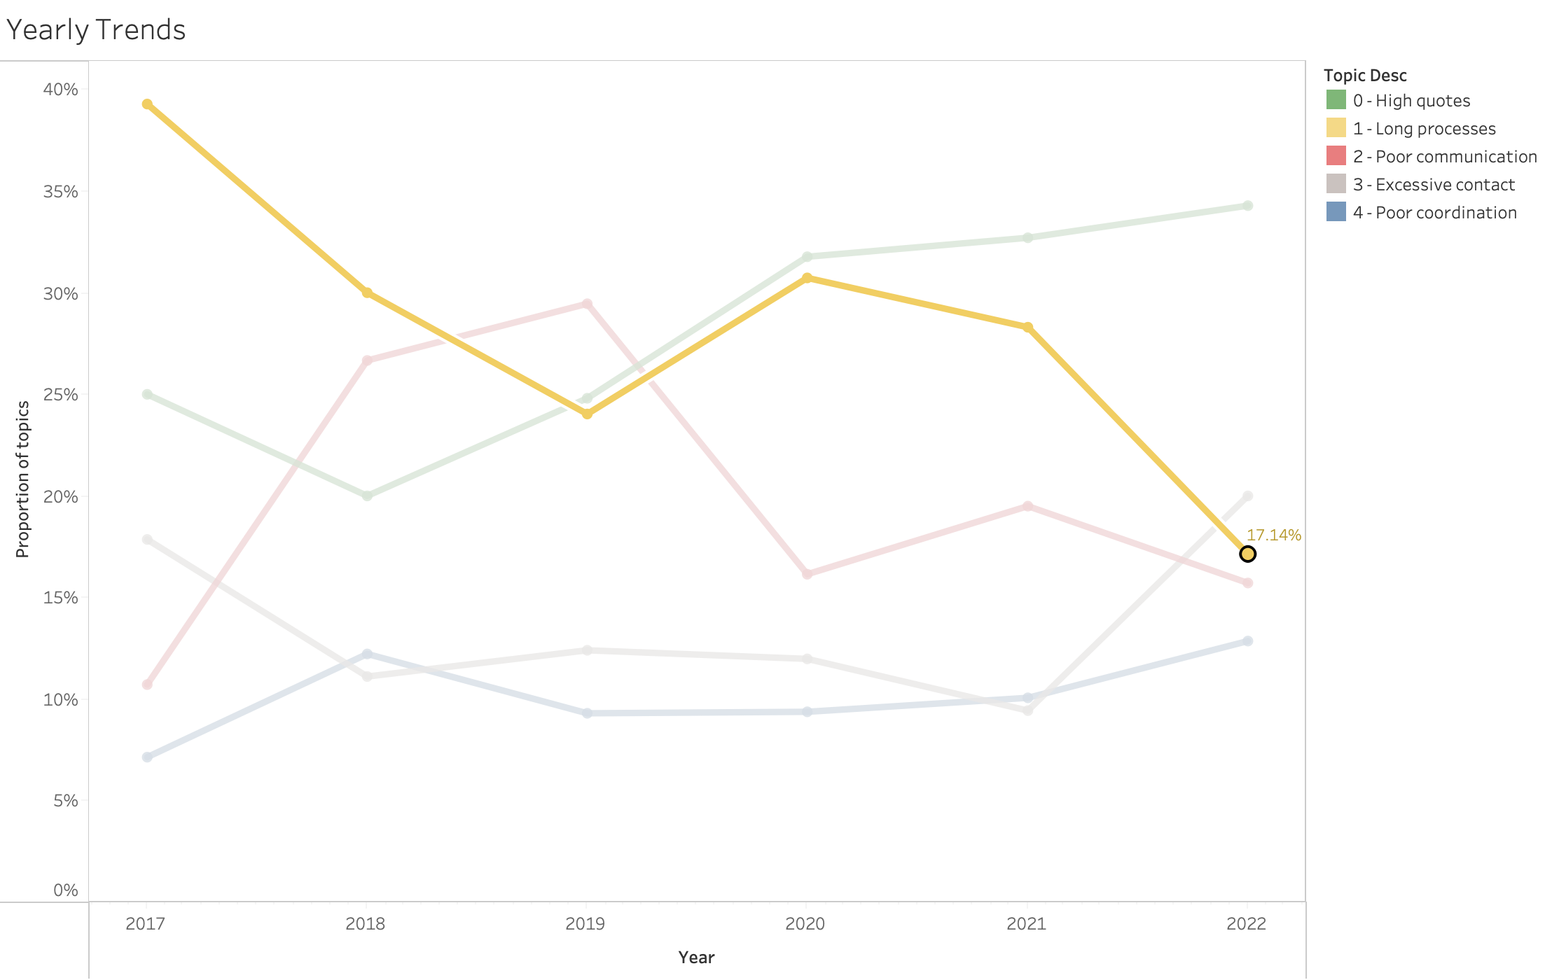 Yearly Trends
40%
35%
30%
25%
20%
15%
10%
5%
0%
Proportion of topics
17.14%
2017 2018 2019 2020 2021 2022
Year
Topic Desc
0 - High quotes
1 - Long processes
2 - Poor communication
3 - Excessive contact
4 - Poor coordination